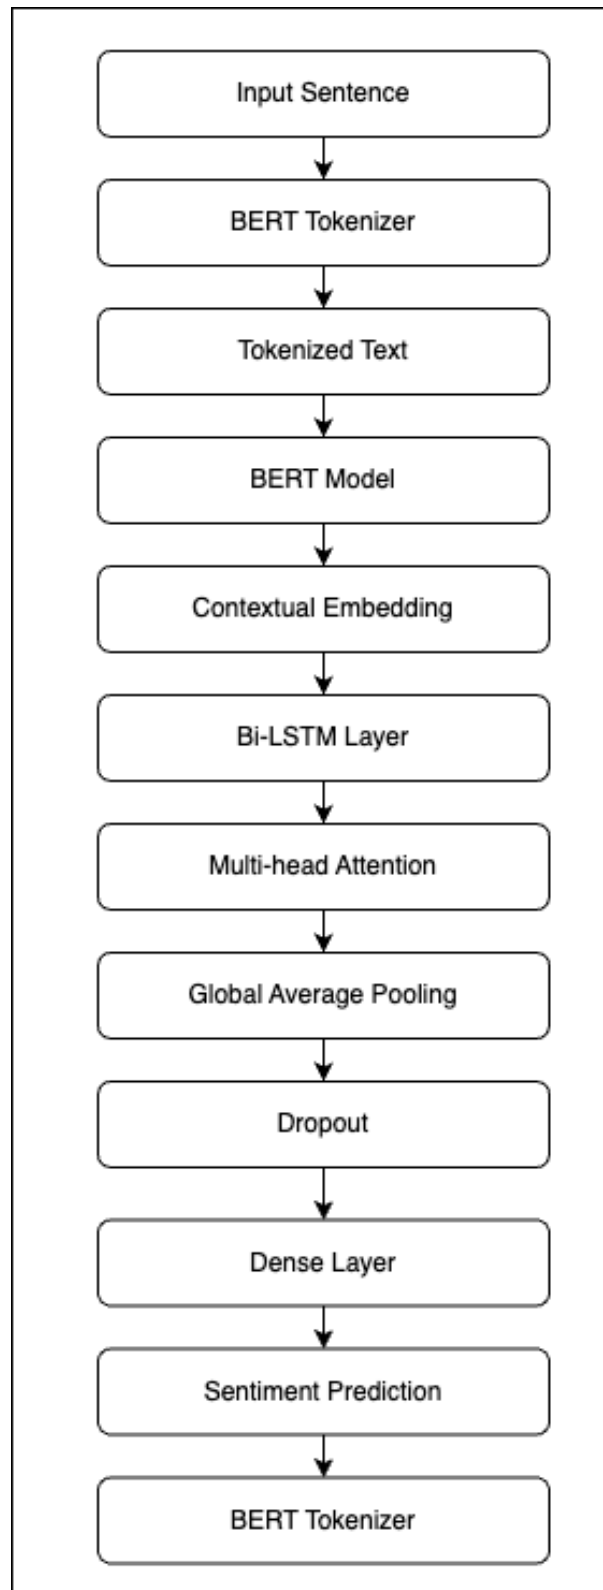 Input Sentence
BERT Tokenizer
Tokenized Text
BERT Model
Contextual Embedding
Bi-LSTM Layer
Multi-head Attention
Global Average Pooling
Dropout
Dense Layer
Sentiment Prediction
BERT Tokenizer